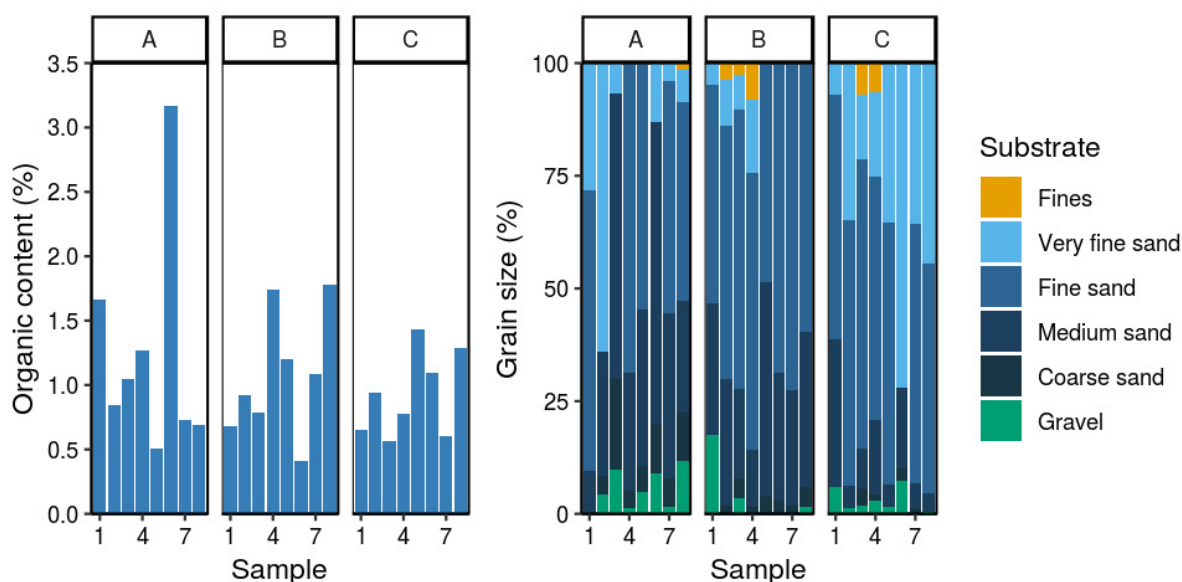 A B C
3.5
3.0
2.5
2.0
1.5
1.0
0.5
0.0
Organic content (%)
1 4 7 1 4 7 1 4 7
Sample
A B C
100
75
50
25
0
Grain size (%)
1 4 7 1 4 7 1 4 7
Sample
Substrate
Fines
Very fine sand
Fine sand
Medium sand
Coarse sand
Gravel